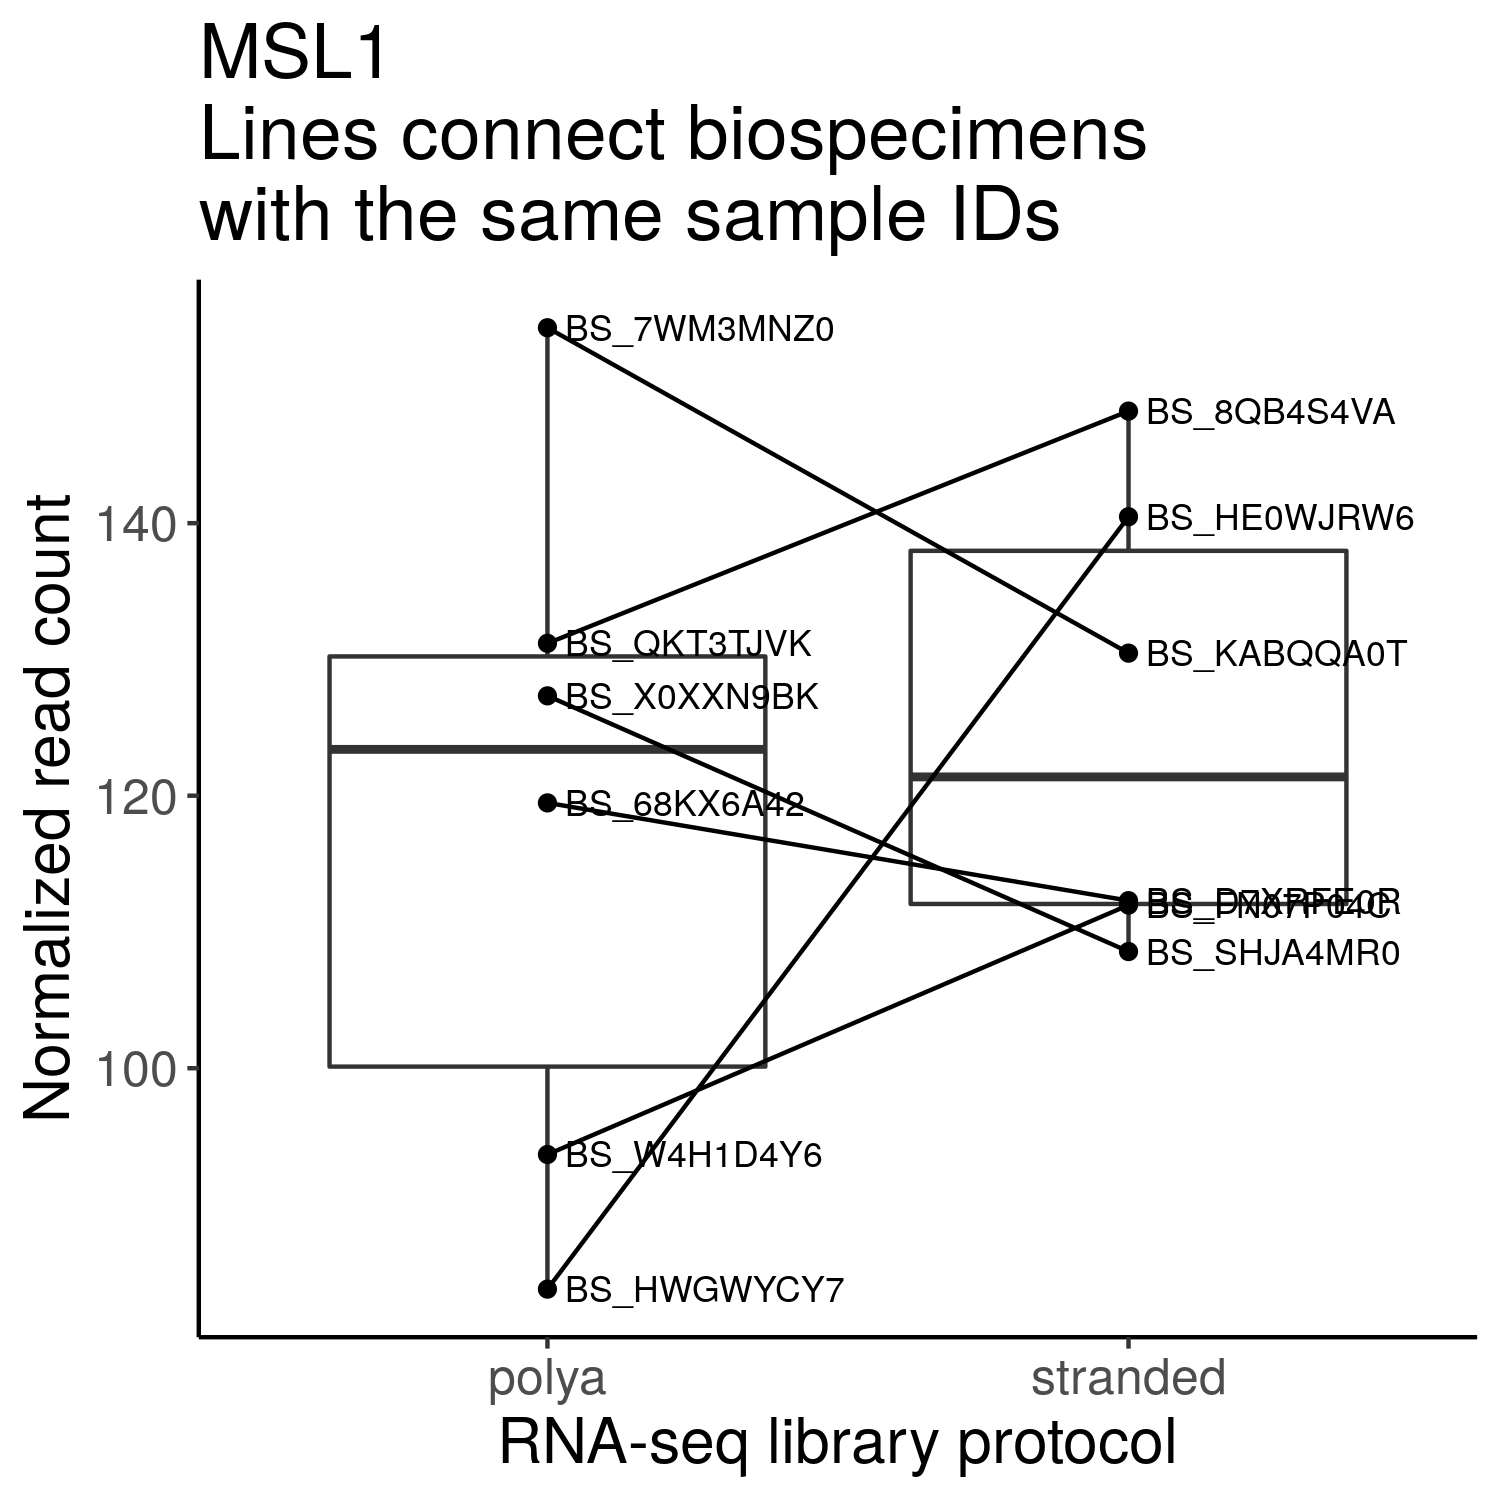 MSL1
Lines connect biospecimens
with the same sample IDs
Normalized read count
140
120
100
BS_7WM3MNZ0
BS_QKT3TJVK
BS_X0XXN9BK
BS_68KX6A42
BS_W4H1D4Y6
BS_HWGWYCY7
BS_8QB4S4VA
BS_HE0WJRW6
BS_KABQQA0T
BS_SHJA4MR0
polya
stranded
RNA-seq library protocol